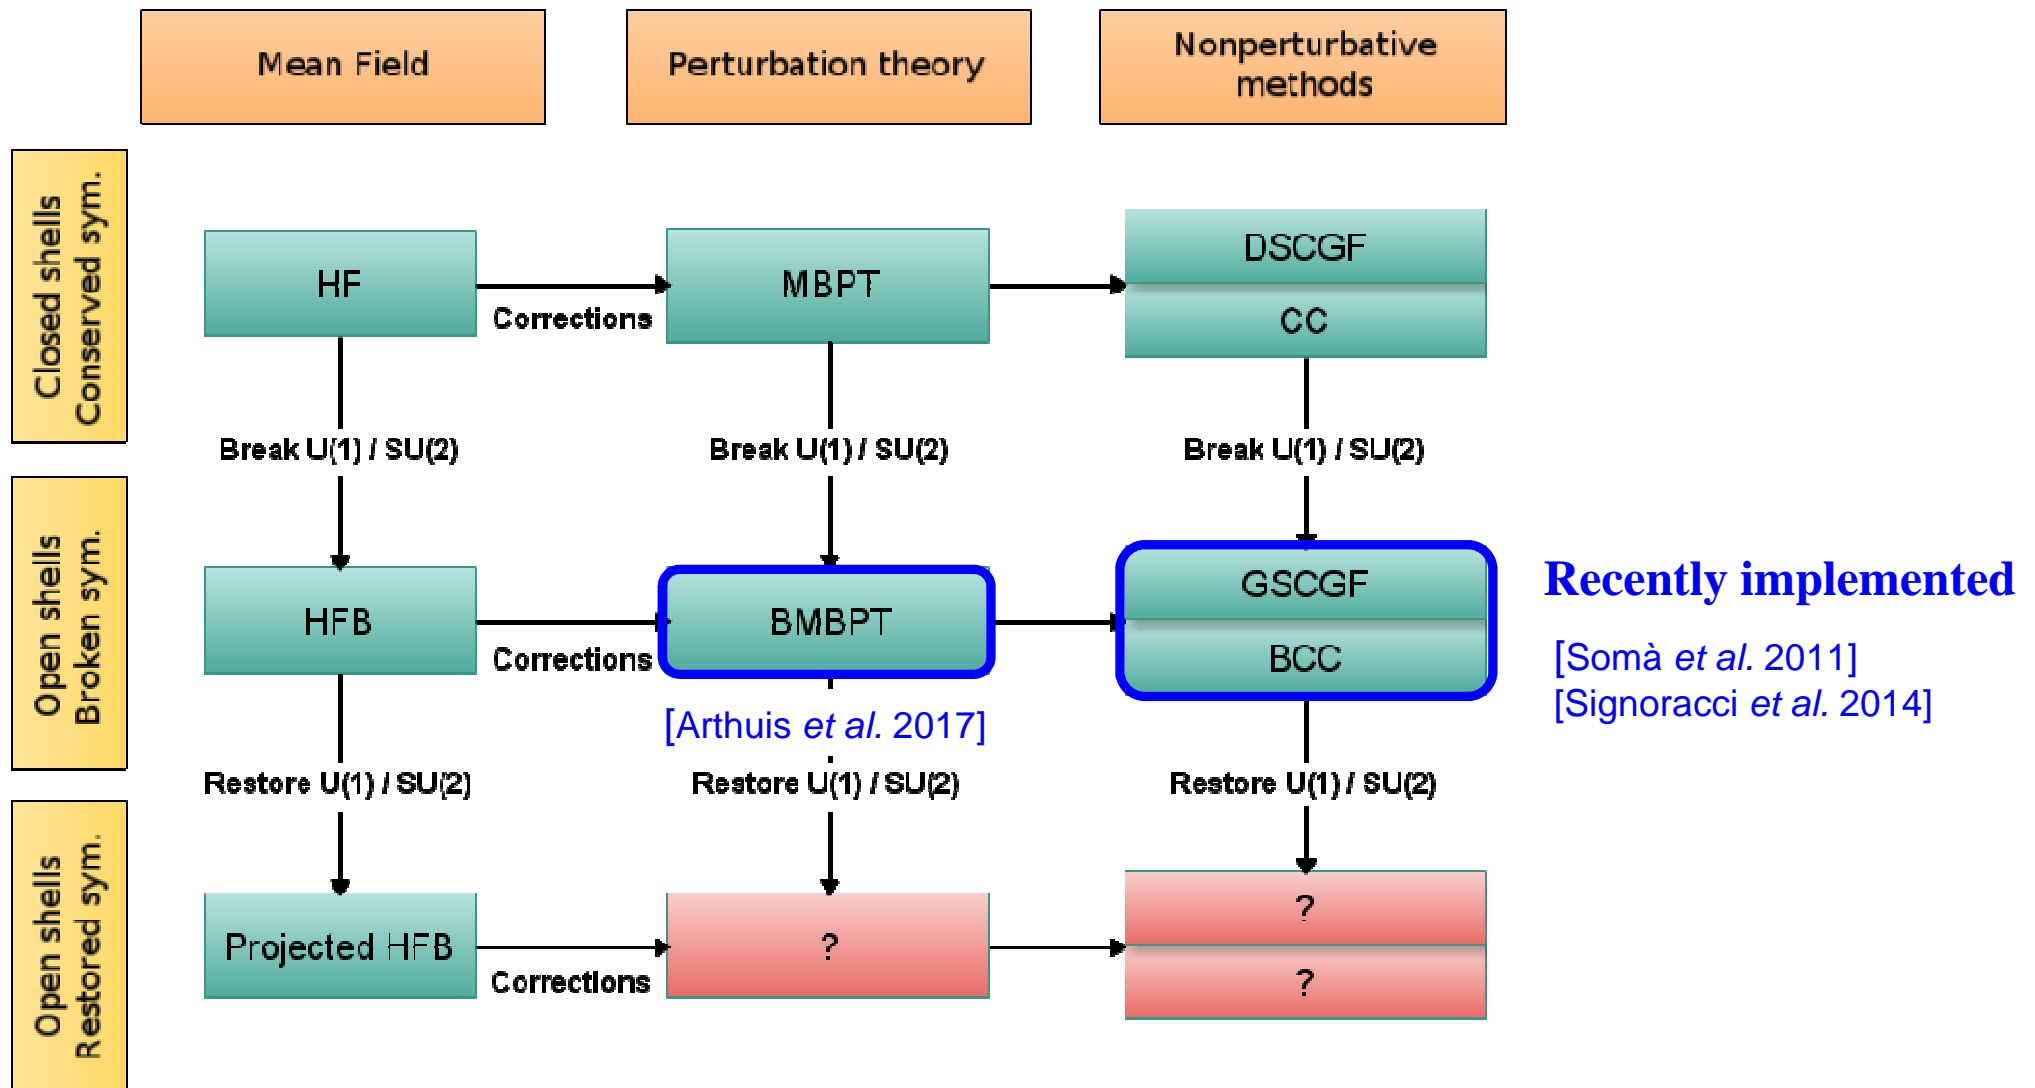 Mean Field
Perturbation theory
Nonperturbative
methods
Closed shells
Conserved sym.
HF
Corrections
MBPT
DSCGF
CC
Break U(1) / SU(2)
Break U(1) / SU(2)
Break U(1) / SU(2)
Open shells
Broken sym.
HFB
Corrections
BMBPT
GSCGF
BCC
Recently implemented
[Somà et al. 2011]
[Signoracci et al. 2014]
[Arthuis et al. 2017]
Restore U(1) / SU(2)
Restore U(1) / SU(2)
Restore U(1) / SU(2)
Open shells
Restored sym.
Projected HFB
Corrections
?
?
?